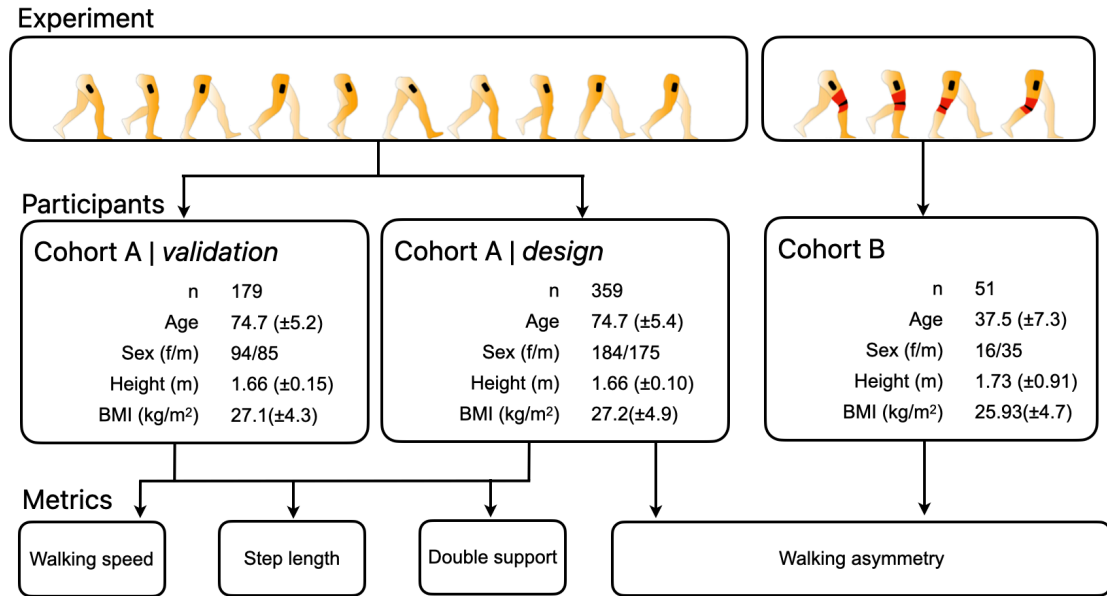 Experiment
Participants
Cohort A | validation
n 179
Age 74.7 (±5.2)
Sex (f/m) 94/85
Height (m) 1.66 (±0.15)
BMI (kg/m²) 27.1(±4.3)
Cohort A | design
n 359
Age 74.7 (±5.4)
Sex (f/m) 184/175
Height (m) 1.66 (±0.10)
BMI (kg/m²) 27.2(±4.9)
Cohort B
n 51
Age 37.5 (±7.3)
Sex (f/m) 16/35
Height (m) 1.73 (±0.91)
BMI (kg/m²) 25.93(±4.7)
Metrics
Walking speed
Step length
Double support
Walking asymmetry